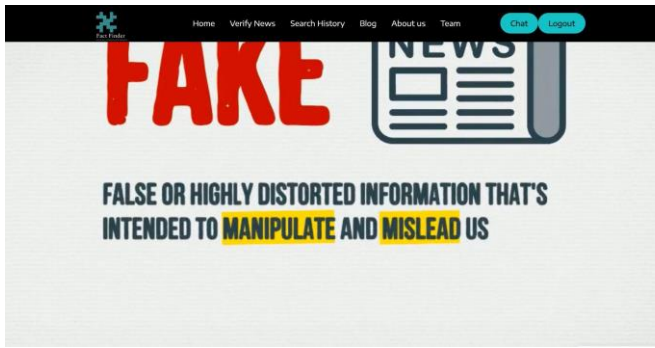 Home Verify News Search History Blog About us Team Chat Logout
Fact Finder
FAKE
NEWS
FALSE OR HIGHLY DISTORTED INFORMATION THAT'S
INTENDED TO MANIPULATE AND MISLEAD US